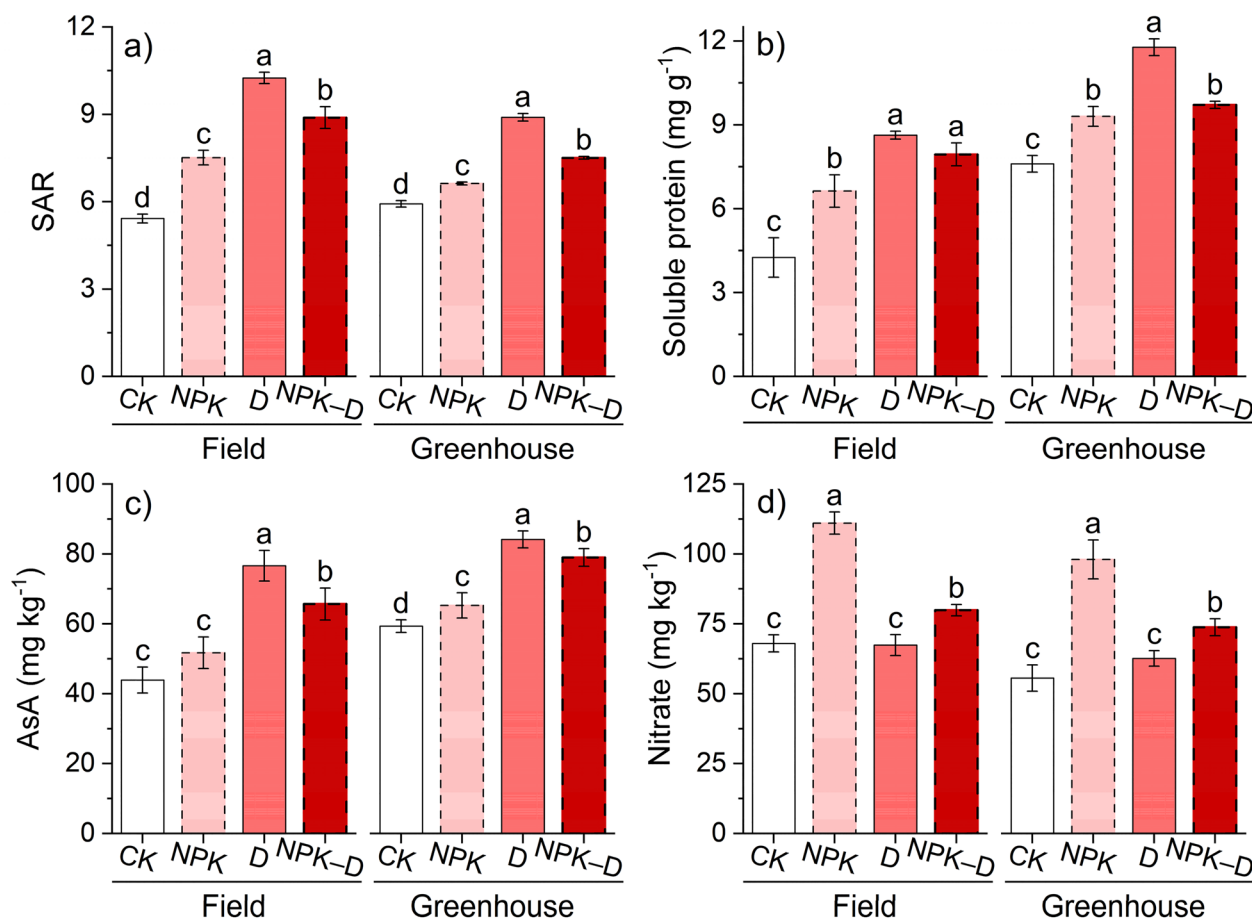 a)
SAR
12
9
6
3
0
d
c
a
b
d
c
a
b
CK
NPK
D
NPK–D
CK
NPK
D
NPK–D
Field
Greenhouse
b)
Soluble protein (mg g⁻¹)
12
9
6
3
0
c
b
a
a
c
b
a
b
CK
NPK
D
NPK–D
CK
NPK
D
NPK–D
Field
Greenhouse
c)
AsA (mg kg⁻¹)
100
80
60
40
20
0
c
c
a
b
d
c
a
b
CK
NPK
D
NPK–D
CK
NPK
D
NPK–D
Field
Greenhouse
d)
Nitrate (mg kg⁻¹)
125
100
75
50
25
0
c
a
c
b
c
a
c
b
CK
NPK
D
NPK–D
CK
NPK
D
NPK–D
Field
Greenhouse